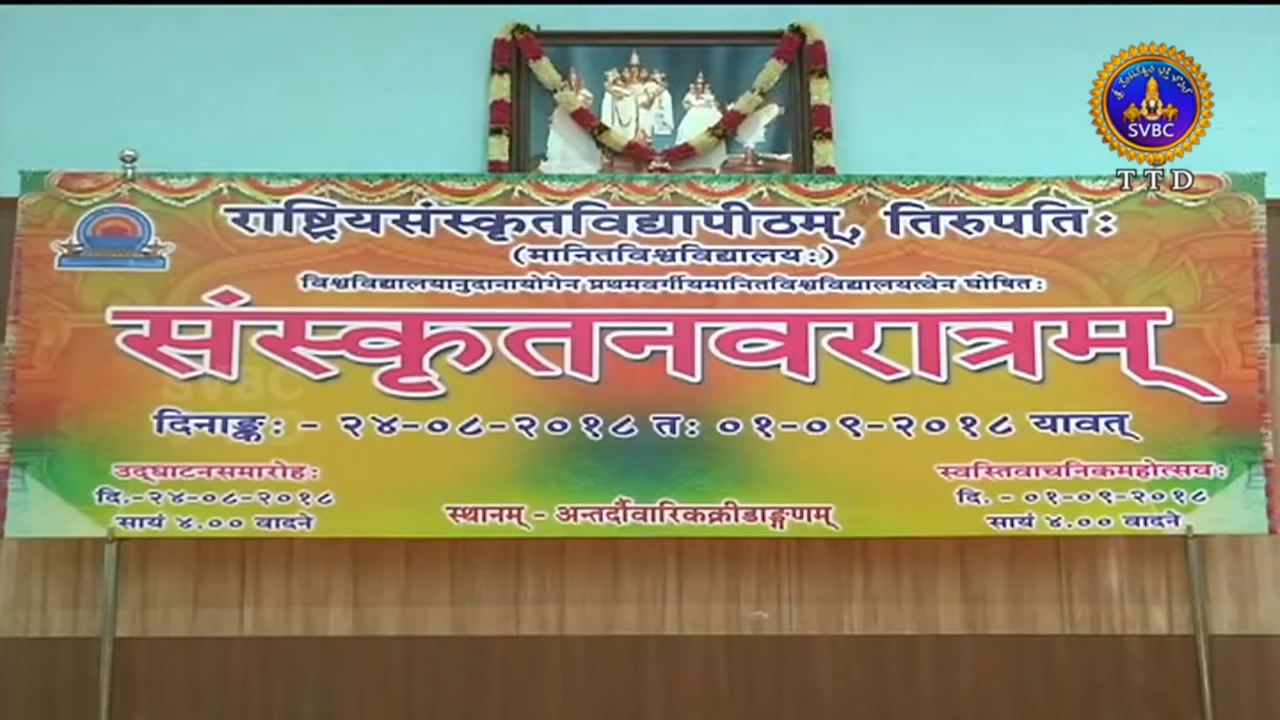 SVBC
TTD
राष्ट्रियसंस्कृतविद्यापीठम्, तिरुपतिः
(मानितविश्वविद्यालयः)
विश्वविद्यालयानुदानायोगेन प्रथमवर्गीयमानितविश्वविद्यालयत्वेन घोषितः
संस्कृतनवरात्रम्
SVBC
दिनाङ्कः - २४-०८-२०१८ तः ०१-०९-२०१८ यावत्
उद्घाटनसमारोहः
दि.-२४-०८-२०१८
सायं ४.०० वादने
स्थानम् - अन्तर्दौवारिकक्रीडाङ्गणम्
स्वस्तिवाचनिकमहोत्सवः
दि. - ०१-०९-२०१८
सायं ४.०० वादने